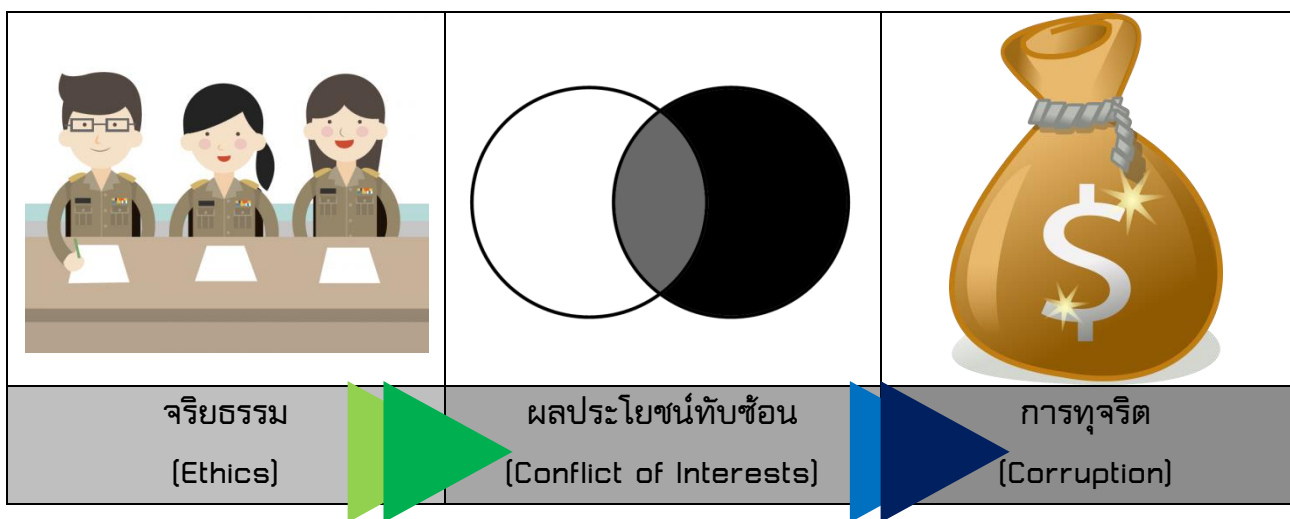 $
จริยธรรม
(Ethics)
ผลประโยชน์ทับซ้อน
(Conflict of Interests)
การทุจริต
(Corruption)